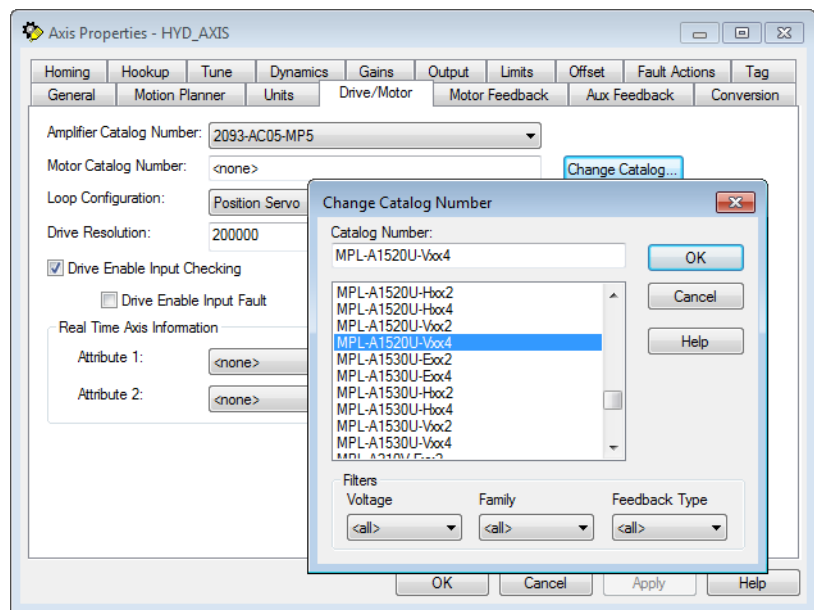 Axis Properties - HYD_AXIS
Homing Hookup Tune Dynamics Gains Output Limits Offset Fault Actions Tag
General Motion Planner Units Drive/Motor Motor Feedback Aux Feedback Conversion
Amplifier Catalog Number: 2093-AC05-MP5
Motor Catalog Number: <none> Change Catalog...
Loop Configuration: Position Servo
Drive Resolution: 200000
Drive Enable Input Checking
Drive Enable Input Fault
Real Time Axis Information
Attribute 1: <none>
Attribute 2: <none>
Change Catalog Number
Catalog Number:
MPL-A1520U-Vxx4
OK
Cancel
Help
MPL-A1520U-Hxx2
MPL-A1520U-Hxx4
MPL-A1520U-Vxx2
MPL-A1520U-Vxx4
MPL-A1530U-Exx2
MPL-A1530U-Exx4
MPL-A1530U-Hxx2
MPL-A1530U-Hxx4
MPL-A1530U-Vxx2
MPL-A1530U-Vxx4
Filters
Voltage Family Feedback Type
<all> <all> <all>
OK Cancel Apply Help